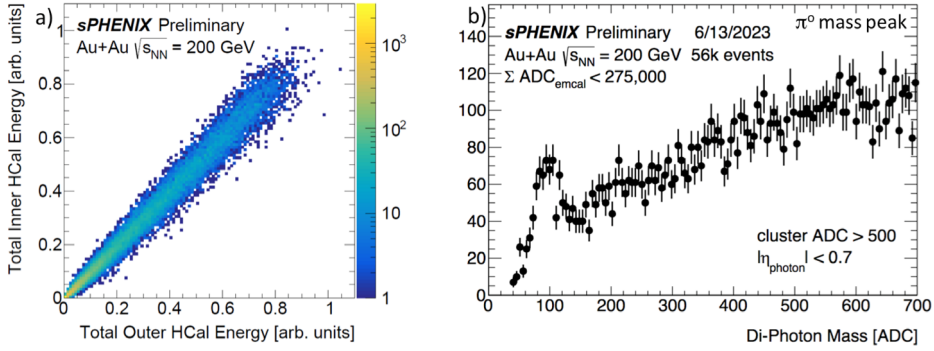 a)
sPHENIX Preliminary
Au+Au √sNN = 200 GeV
Total Inner HCal Energy [arb. units]
1
0.8
0.6
0.4
0.2
0
0 0.2 0.4 0.6 0.8 1
Total Outer HCal Energy [arb. units]
10³
10²
10
1
b)
π⁰ mass peak
sPHENIX Preliminary 6/13/2023
Au+Au √sNN = 200 GeV 56k events
Σ ADCemcal < 275,000
140
120
100
80
60
40
20
0
cluster ADC > 500
|ηphoton| < 0.7
0 100 200 300 400 500 600 700
Di-Photon Mass [ADC]